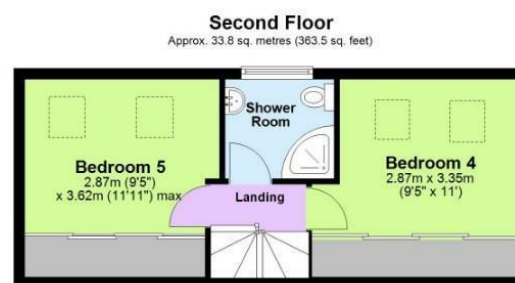 Second Floor
Approx. 33.8 sq. metres (363.5 sq. feet)
Shower
Room
Bedroom 5
2.87m (9'5")
x 3.62m (11'11") max
Bedroom 4
2.87m x 3.35m
(9'5" x 11')
Landing